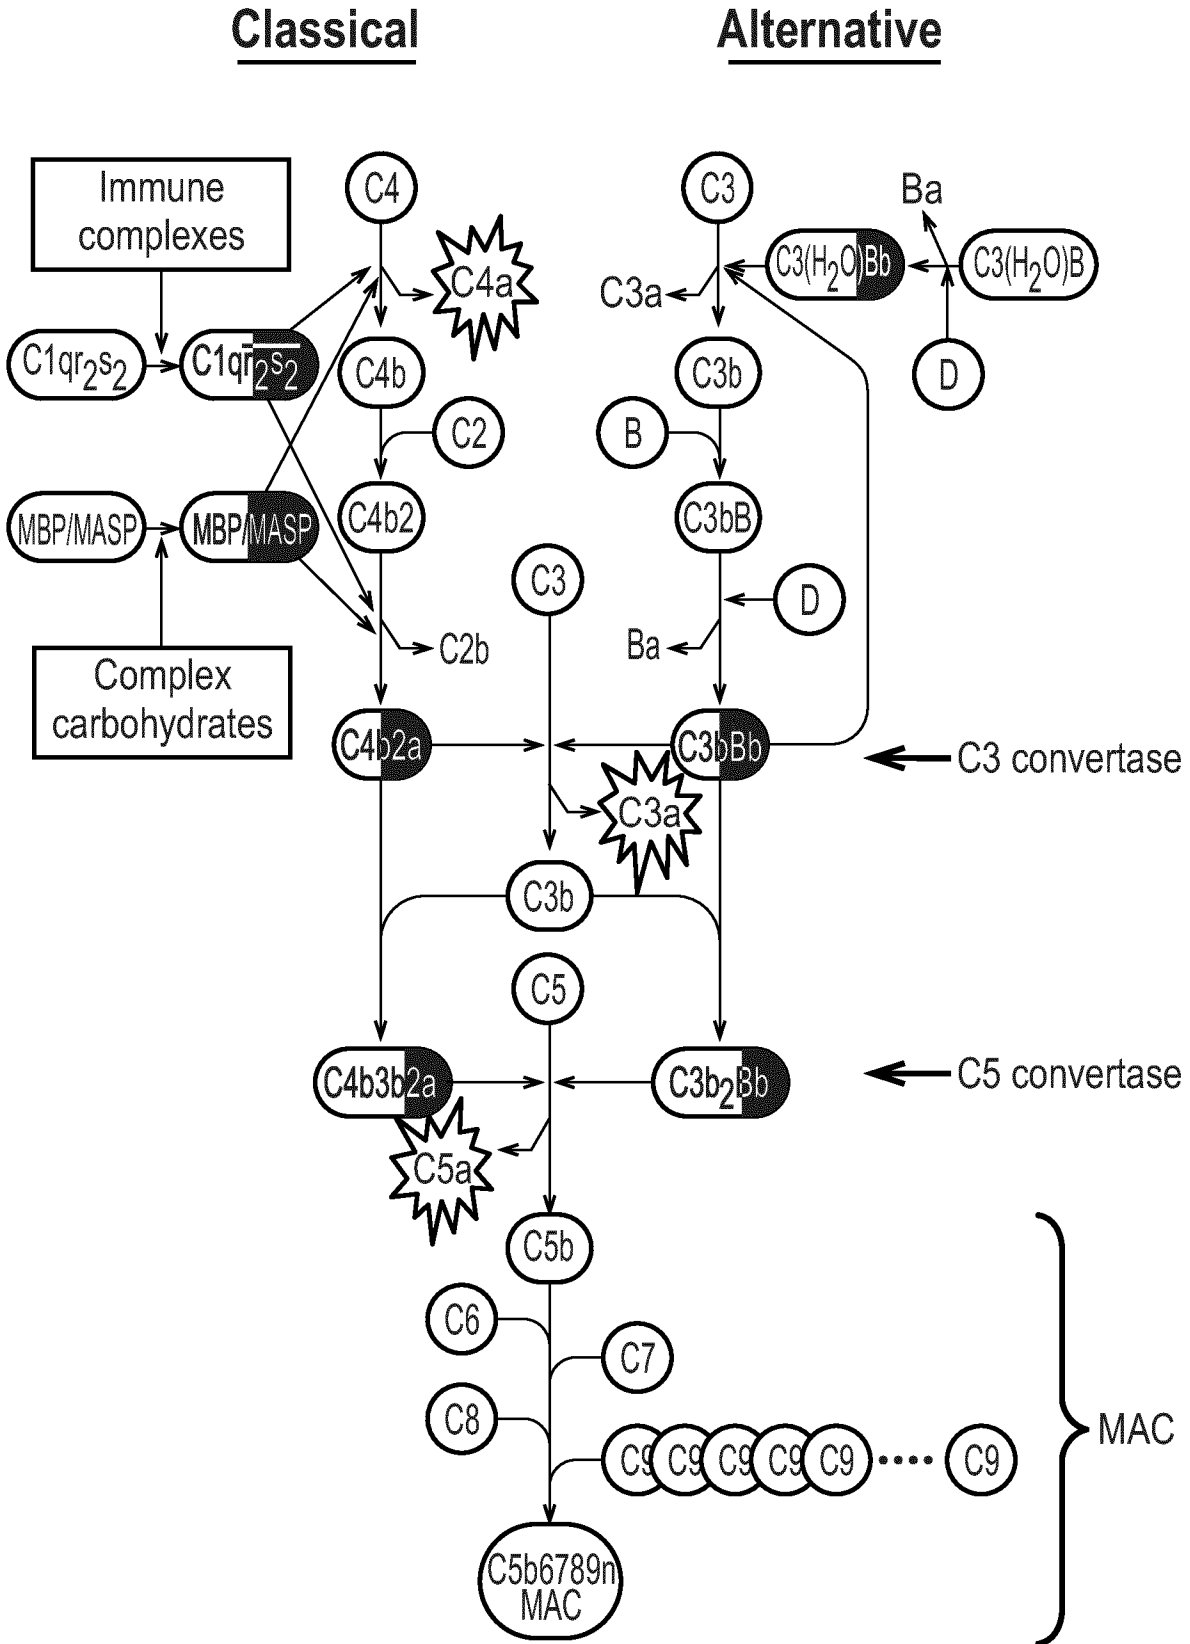 Classical
Alternative
Immune
complexes
C4
C3
Ba
C4a
C3a
C3(H2O)Bb
C3(H2O)B
C1qr2s2
C1qr2s2
C4b
C3b
D
C2
B
MBP/MASP
MBP/MASP
C4b2
C3bB
C3
D
C2b
Ba
Complex
carbohydrates
C4b2a
C3bBb
C3 convertase
C3a
C3b
C5
C4b3b2a
C3b2Bb
C5 convertase
C5a
C5b
C6
C7
C8
C9
C9
C9
C9
C9
....
C9
MAC
C5b6789n
MAC